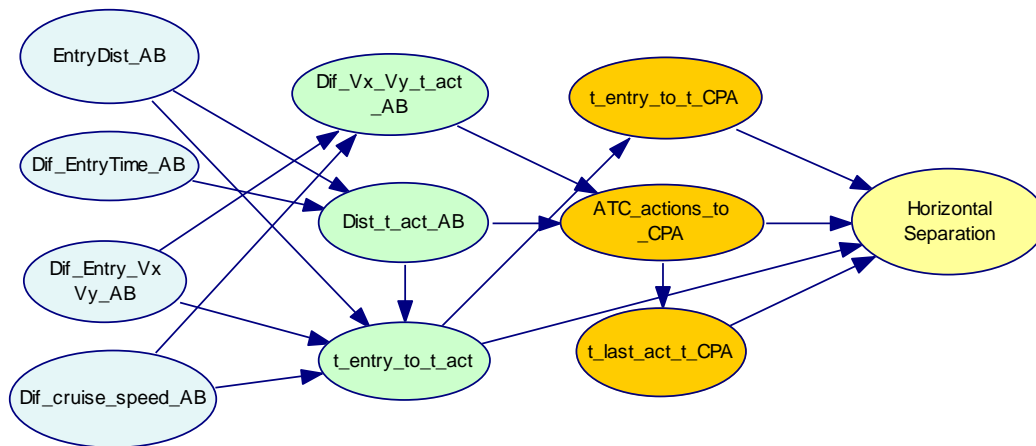 EntryDist_AB
Dif_EntryTime_AB
Dif_Entry_Vx
Vy_AB
Dif_cruise_speed_AB
Dif_Vx_Vy_t_act
_AB
Dist_t_act_AB
t_entry_to_t_act
t_entry_to_t_CPA
ATC_actions_to
_CPA
t_last_act_t_CPA
Horizontal
Separation